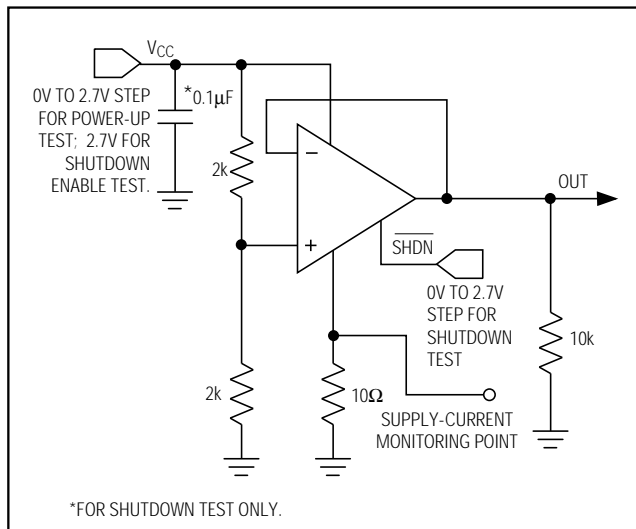 VCC
0V TO 2.7V STEP
FOR POWER-UP
TEST; 2.7V FOR
SHUTDOWN
ENABLE TEST.
*0.1µF
2k
2k
−
+
SHDN
0V TO 2.7V
STEP FOR
SHUTDOWN
TEST
OUT
10k
10Ω
SUPPLY-CURRENT
MONITORING POINT
*FOR SHUTDOWN TEST ONLY.